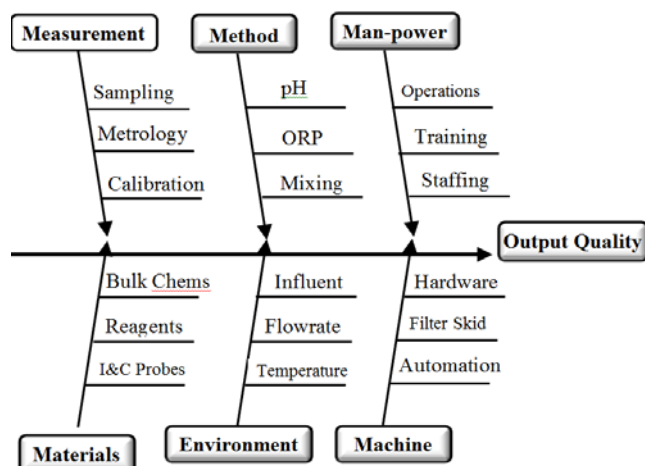 Measurement
Method
Man-power
Sampling
Metrology
Calibration
pH
ORP
Mixing
Operations
Training
Staffing
Output Quality
Bulk Chems
Reagents
I&C Probes
Influent
Flowrate
Temperature
Hardware
Filter Skid
Automation
Materials
Environment
Machine